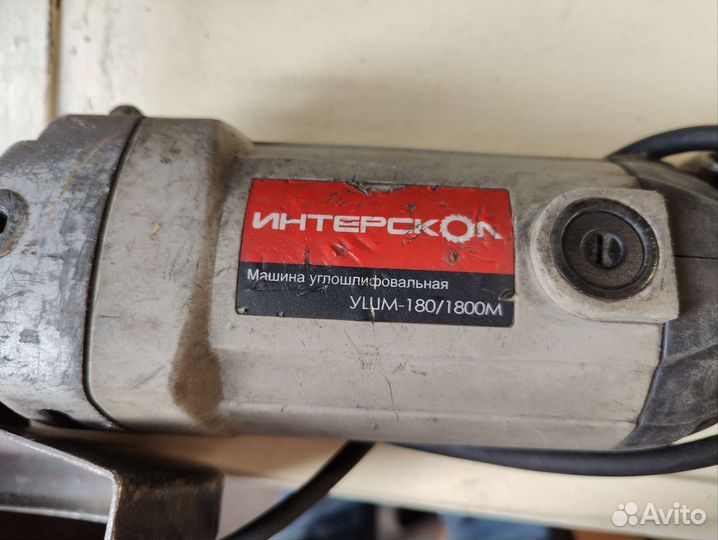 ИНТЕРСКОЛ
Машина углошлифовальная
УШМ-180/1800М
Avito